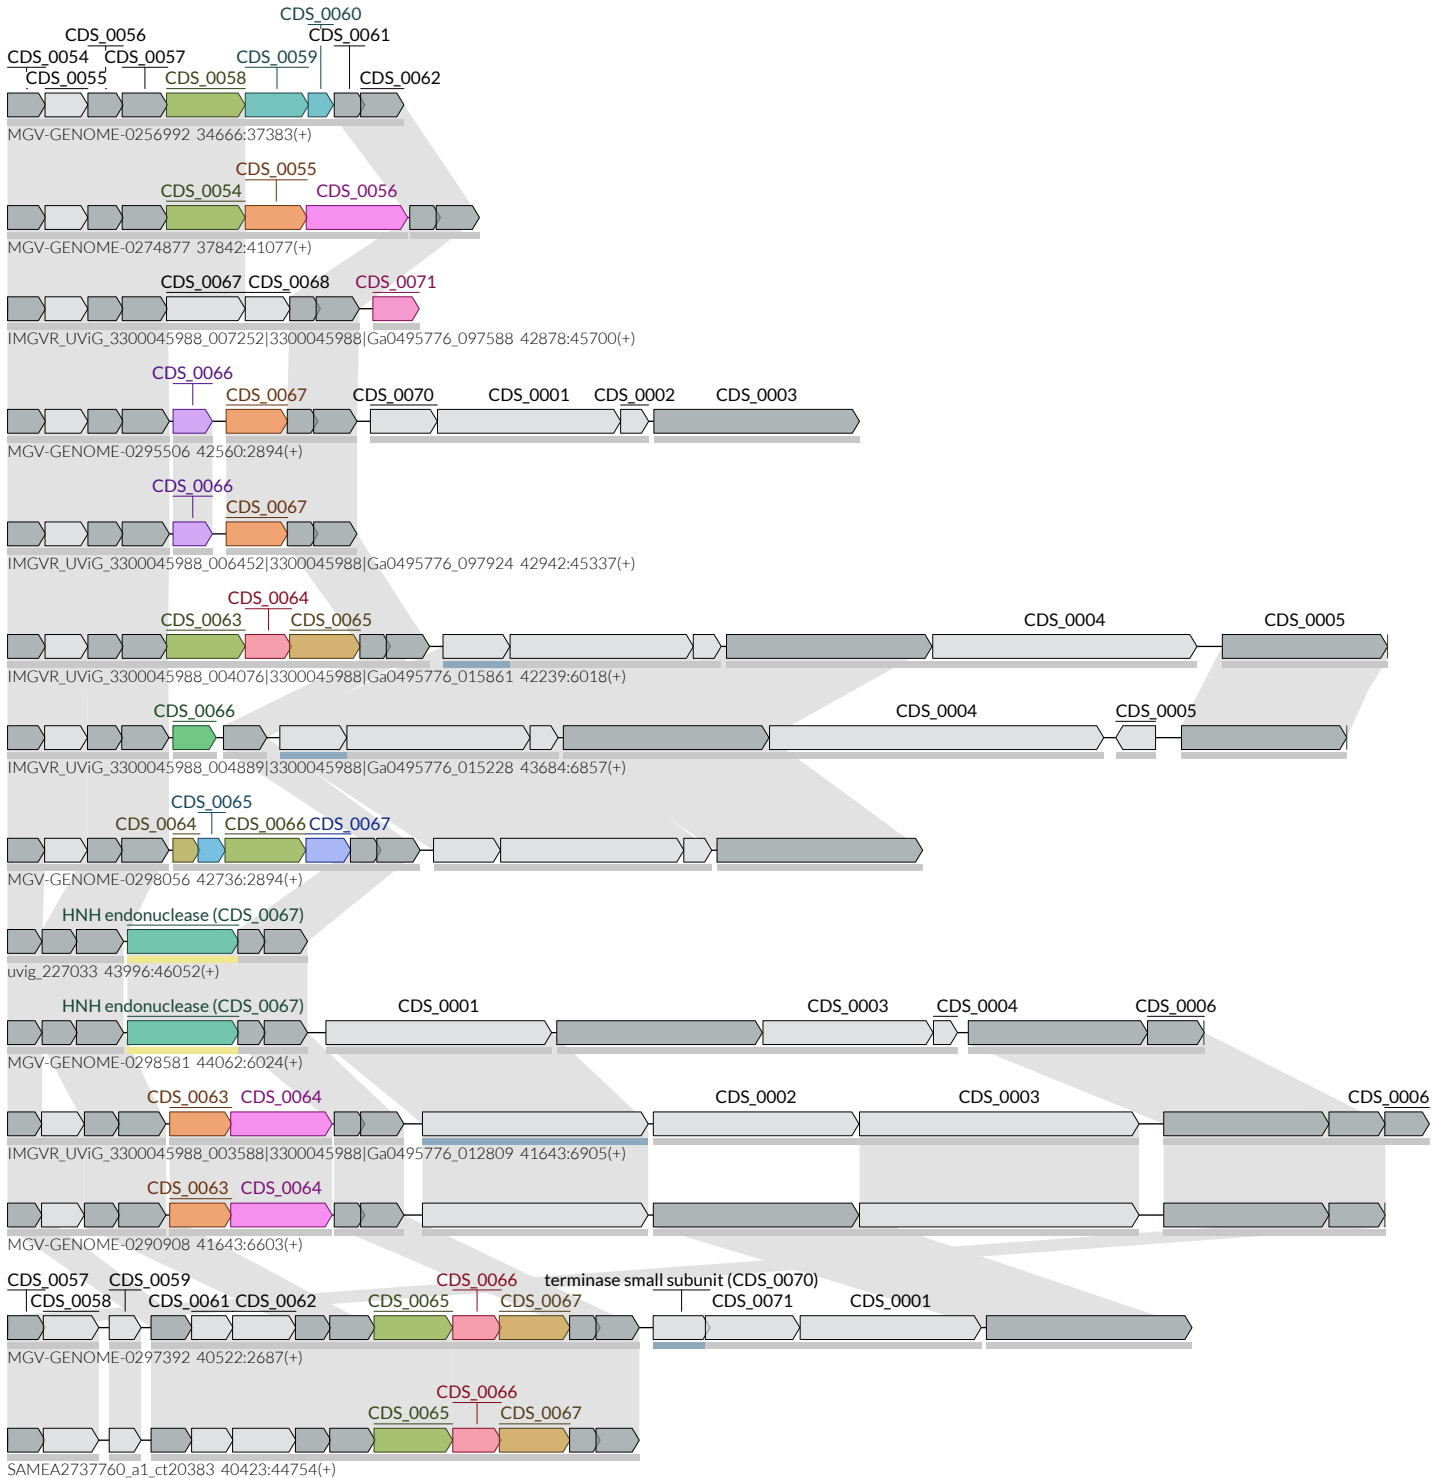 CDS_0060
CDS_0056 CDS_0061
CDS_0054 CDS_0057 CDS_0059
CDS_0055 CDS_0058 CDS_0062
MGV-GENOME-0256992 34666:37383(+)
CDS_0055
CDS_0054 CDS_0056
MGV-GENOME-0274877 37842:41077(+)
CDS_0067 CDS_0068 CDS_0071
IMGVR_UViG_3300045988_007252|3300045988|Ga0495776_097588 42878:45700(+)
CDS_0066
CDS_0067 CDS_0070 CDS_0001 CDS_0002 CDS_0003
MGV-GENOME-0295506 42560:2894(+)
CDS_0066
CDS_0067
IMGVR_UViG_3300045988_006452|3300045988|Ga0495776_097924 42942:45337(+)
CDS_0064
CDS_0063 CDS_0065 CDS_0004 CDS_0005
IMGVR_UViG_3300045988_004076|3300045988|Ga0495776_015861 42239:6018(+)
CDS_0066 CDS_0004 CDS_0005
IMGVR_UViG_3300045988_004889|3300045988|Ga0495776_015228 43684:6857(+)
CDS_0065
CDS_0064 CDS_0066 CDS_0067
MGV-GENOME-0298056 42736:2894(+)
HNH endonuclease (CDS_0067)
uvig_227033 43996:46052(+)
HNH endonuclease (CDS_0067) CDS_0001 CDS_0003 CDS_0004 CDS_0006
MGV-GENOME-0298581 44062:6024(+)
CDS_0063 CDS_0064 CDS_0002 CDS_0003 CDS_0006
IMGVR_UViG_3300045988_003588|3300045988|Ga0495776_012809 41643:6905(+)
CDS_0063 CDS_0064
MGV-GENOME-0290908 41643:6603(+)
CDS_0057 CDS_0059 CDS_0066 terminase small subunit (CDS_0070)
CDS_0058 CDS_0061 CDS_0062 CDS_0065 CDS_0067 CDS_0071 CDS_0001
MGV-GENOME-0297392 40522:2687(+)
CDS_0066
CDS_0065 CDS_0067
SAMEA2737760_a1_ct20383 40423:44754(+)